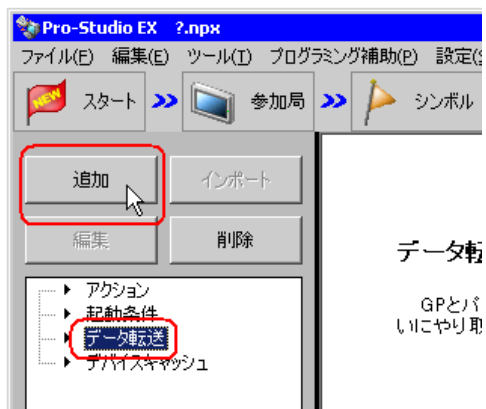 Pro-Studio EX ?.npx
ファイル(F) 編集(E) ツール(T) プログラミング補助(P) 設定(S
NEW スタート 参加局 シンボル
追加 インポート
編集 削除
アクション
起動条件
データ転送
デバイスキャッシュ
データ転
GPとパ
いにやり取